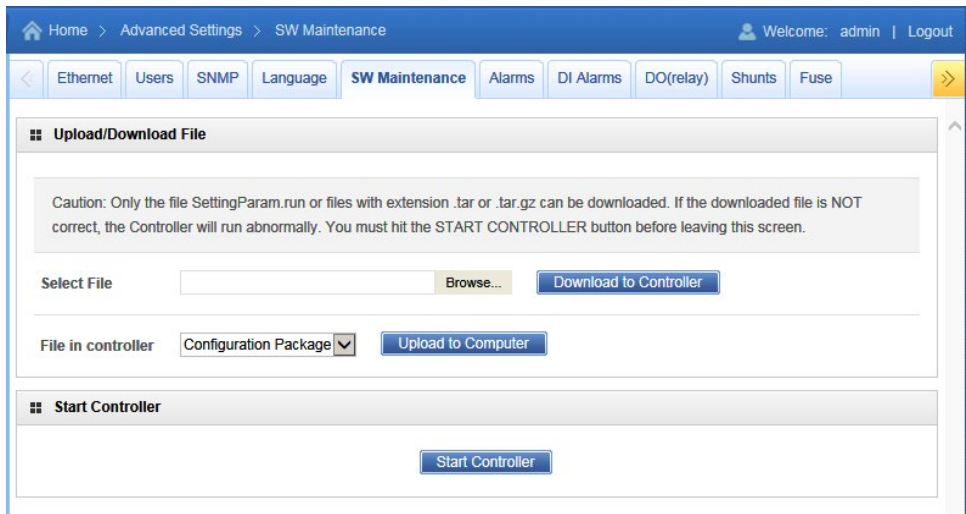 Home > Advanced Settings > SW Maintenance Welcome: admin | Logout
Ethernet Users SNMP Language SW Maintenance Alarms DI Alarms DO(relay) Shunts Fuse
Upload/Download File
Caution: Only the file SettingParam.run or files with extension .tar or .tar.gz can be downloaded. If the downloaded file is NOT
correct, the Controller will run abnormally. You must hit the START CONTROLLER button before leaving this screen.
Select File Browse... Download to Controller
File in controller Configuration Package Upload to Computer
Start Controller
Start Controller